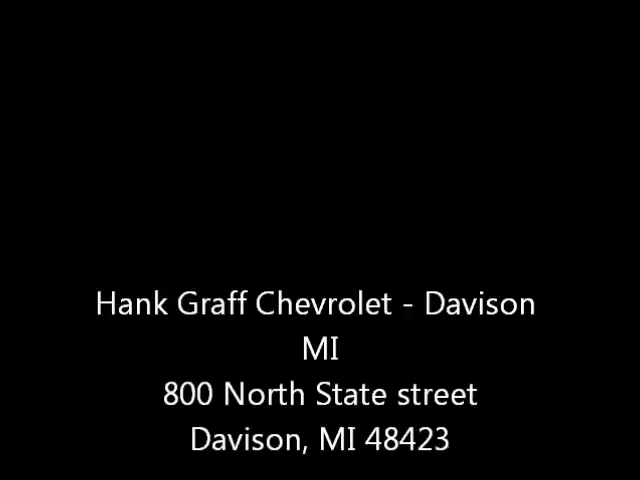 Hank Graff Chevrolet - Davison
MI
800 North State street
Davison, MI 48423